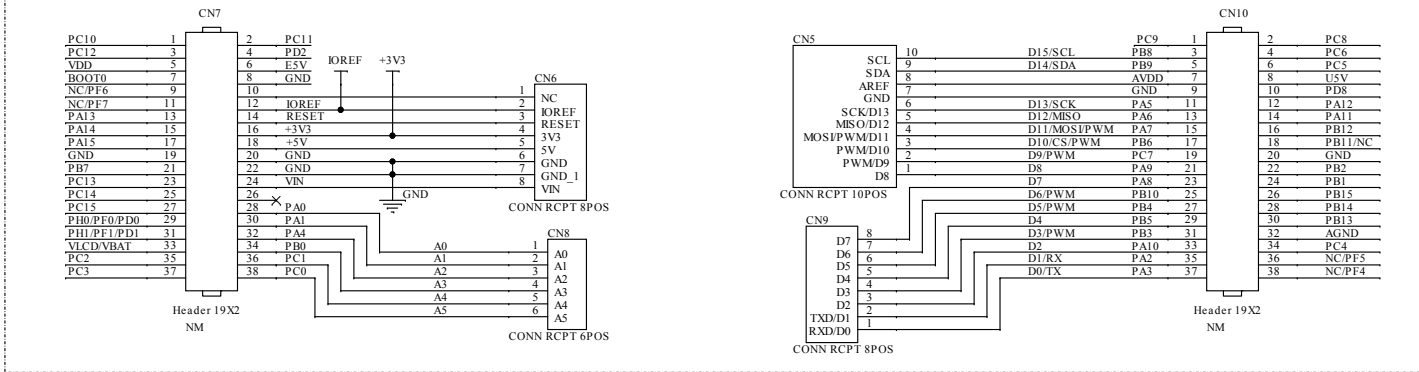 CN7
PC10 1 2 PC11
PC12 3 4 PD2
VDD 5 6 E5V
BOOT0 7 8 GND
NC/PF6 9 10
NC/PF7 11 12 IOREF
PA13 13 14 RESET
PA14 15 16 +3V3
PA15 17 18 +5V
GND 19 20 GND
PB7 21 22 GND
PC13 23 24 VIN
PC14 25 26
PC15 27 28 PA0
PH0/PF0/PD0 29 30 PA1
PH1/PF1/PD1 31 32 PA4
VLCD/VBAT 33 34 PB0
PC2 35 36 PC1
PC3 37 38 PC0
Header 19X2
NM
IOREF +3V3
GND
CN6
1 NC
2 IOREF
3 RESET
4 3V3
5 5V
6 GND
7 GND_1
8 VIN
CONN RCPT 8POS
CN8
A0 1 A0
A1 2 A1
A2 3 A2
A3 4 A3
A4 5 A4
A5 6 A5
CONN RCPT 6POS
CN5
SCL 10 D15/SCL PB8
SDA 9 D14/SDA PB9
AREF 8 AVDD
GND 7 GND
SCK/D13 6 D13/SCK PA5
MISO/D12 5 D12/MISO PA6
MOSI/PWM/D11 4 D11/MOSI/PWM PA7
PWM/D10 3 D10/CS/PWM PB6
PWM/D9 2 D9/PWM PC7
D8 1 D8 PA9
CONN RCPT 10POS
D7 PA8
D6/PWM PB10
D5/PWM PB4
D4 PB5
D3/PWM PB3
D2 PA10
D1/RX PA2
D0/TX PA3
CN9
D7 8
D6 7
D5 6
D4 5
D3 4
D2 3
TXD/D1 2
RXD/D0 1
CONN RCPT 8POS
CN10
PC9 1 2 PC8
3 4 PC6
5 6 PC5
7 8 U5V
9 10 PD8
11 12 PA12
13 14 PA11
15 16 PB12
17 18 PB11/NC
19 20 GND
21 22 PB2
23 24 PB1
25 26 PB15
27 28 PB14
29 30 PB13
31 32 AGND
33 34 PC4
35 36 NC/PF5
37 38 NC/PF4
Header 19X2
NM